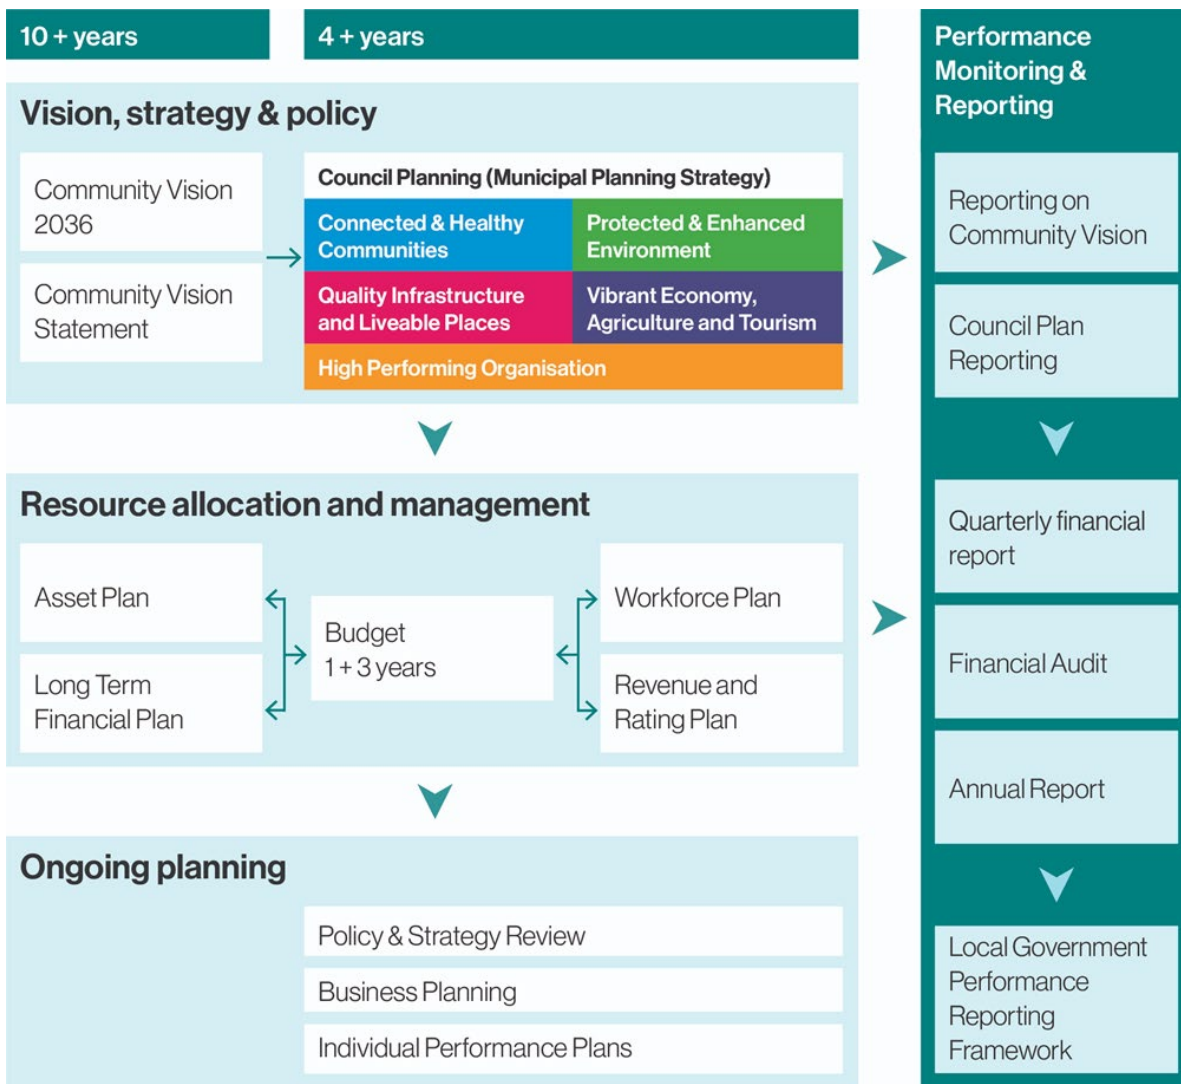 10 + years
4 + years
Vision, strategy & policy
Community Vision
2036
Community Vision
Statement
Council Planning (Municipal Planning Strategy)
Connected & Healthy
Communities
Protected & Enhanced
Environment
Quality Infrastructure
and Liveable Places
Vibrant Economy,
Agriculture and Tourism
High Performing Organisation
Resource allocation and management
Asset Plan
Long Term
Financial Plan
Budget
1 + 3 years
Workforce Plan
Revenue and
Rating Plan
Ongoing planning
Policy & Strategy Review
Business Planning
Individual Performance Plans
Performance
Monitoring &
Reporting
Reporting on
Community Vision
Council Plan
Reporting
Quarterly financial
report
Financial Audit
Annual Report
Local Government
Performance
Reporting
Framework